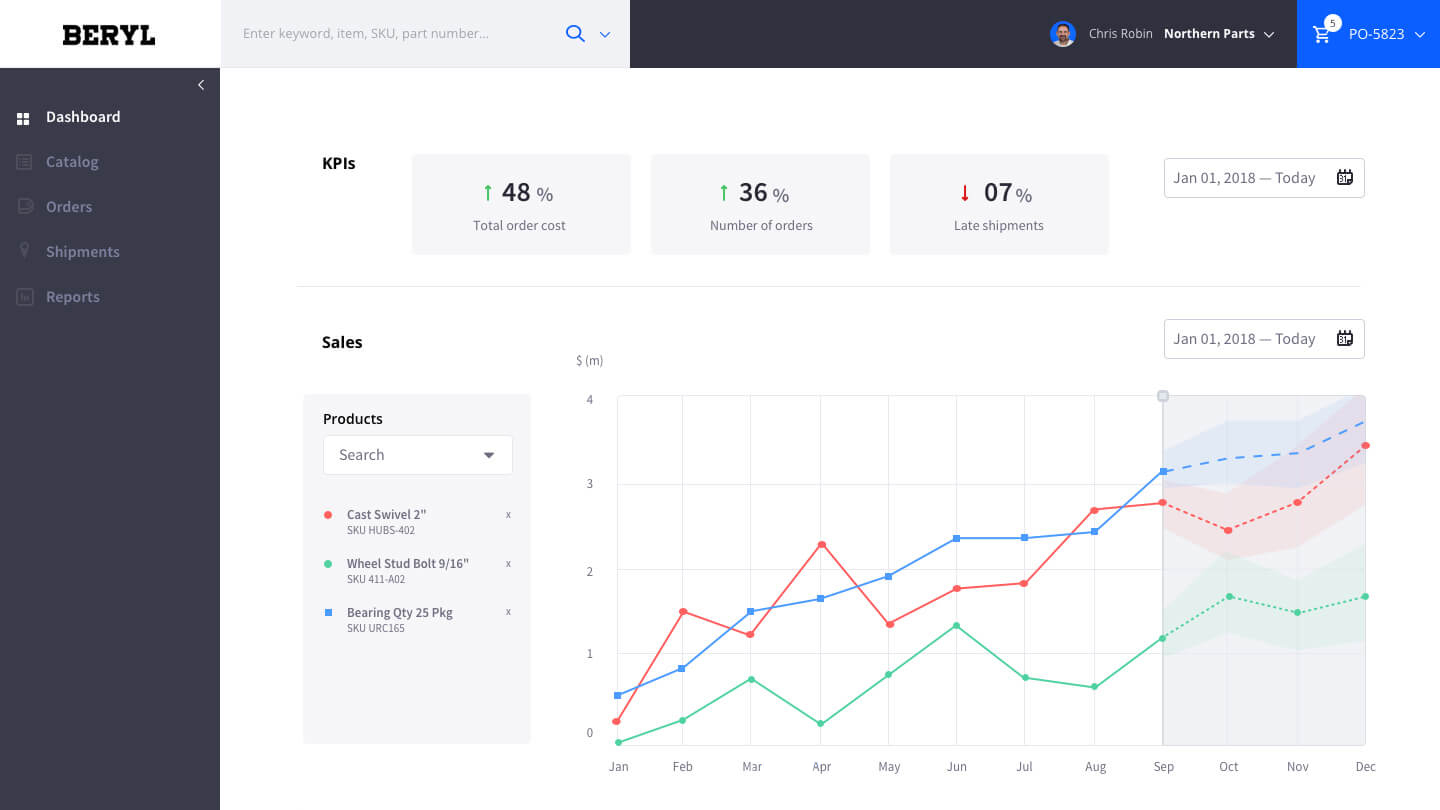 BERYL
Enter keyword, item, SKU, part number...
Chris Robin Northern Parts
5
PO-5823
Dashboard
Catalog
Orders
Shipments
Reports
KPIs
48 %
Total order cost
36 %
Number of orders
07 %
Late shipments
Jan 01, 2018 — Today
31
Sales
Jan 01, 2018 — Today
31
$ (m)
Products
Search
Cast Swivel 2"
x
SKU HUBS-402
Wheel Stud Bolt 9/16"
x
SKU 411-A02
Bearing Qty 25 Pkg
x
SKU URC165
4
3
2
1
0
Jan Feb Mar Apr May Jun Jul Aug Sep Oct Nov Dec